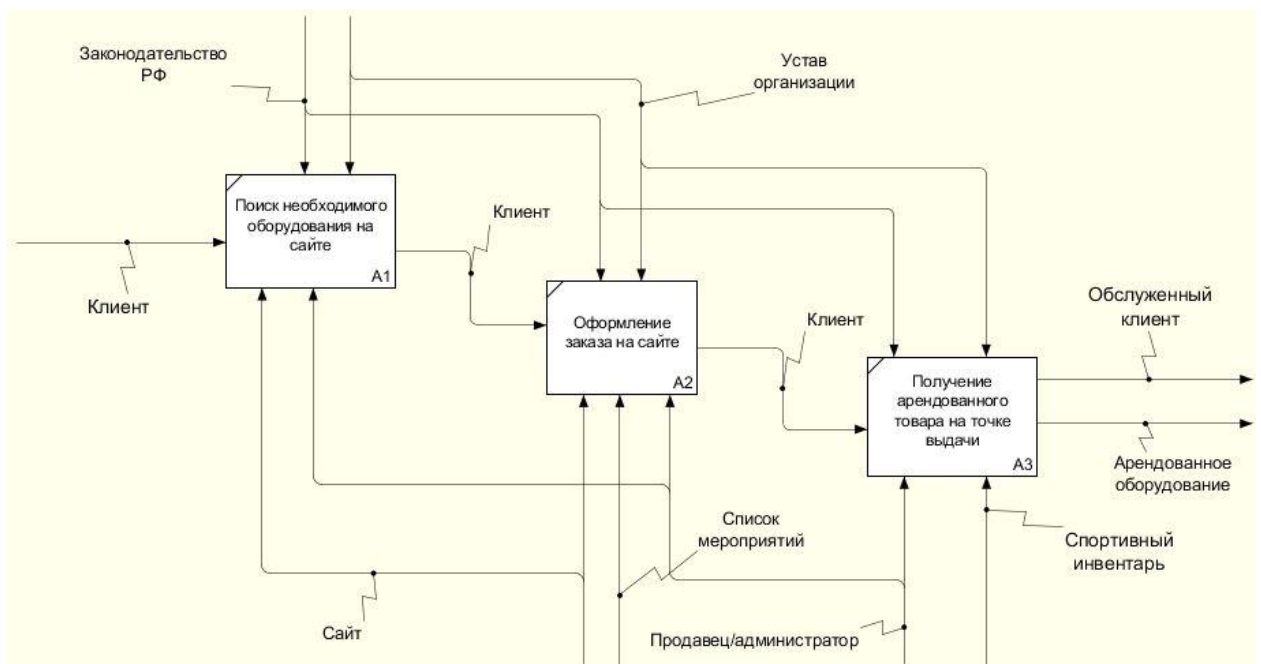 Законодательство
РФ
Устав
организации
Поиск необходимого
оборудования на
сайте
A1
Клиент
Клиент
Оформление
заказа на сайте
A2
Клиент
Обслуженный
клиент
Получение
арендованного
товара на точке
выдачи
A3
Арендованное
оборудование
Список
мероприятий
Спортивный
инвентарь
Сайт
Продавец/администратор